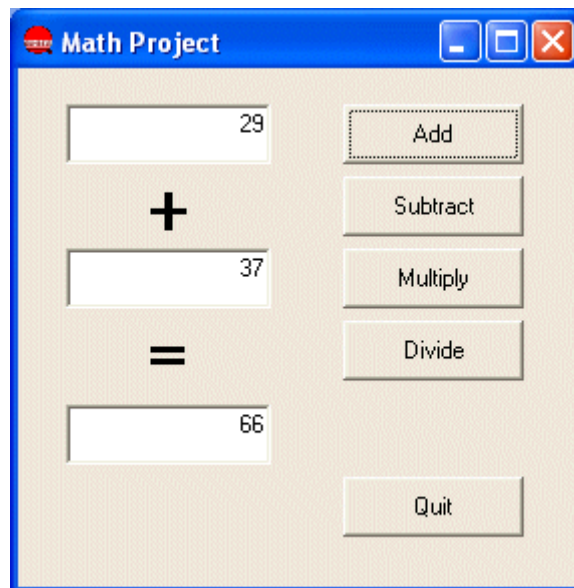 Math Project
29
Add
+
Subtract
37
Multiply
=
Divide
66
Quit